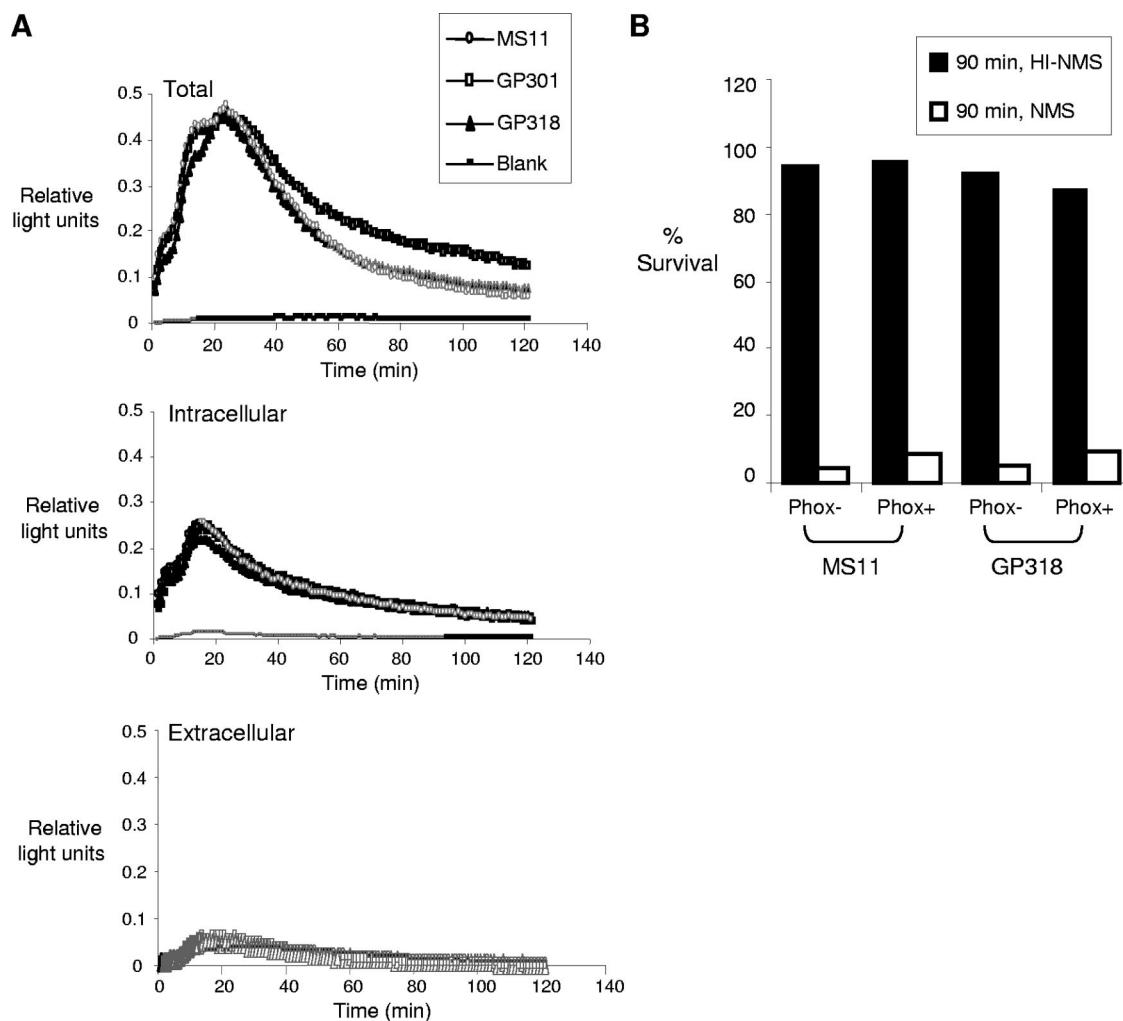 A
MS11
GP301
GP318
Blank
Total
0.5
0.4
0.3
0.2
0.1
0
Relative
light units
0 20 40 60 80 100 120 140
Time (min)
Intracellular
0.5
0.4
0.3
0.2
0.1
0
Relative
light units
0 20 40 60 80 100 120 140
Time (min)
Extracellular
0.5
0.4
0.3
0.2
0.1
0
Relative
light units
0 20 40 60 80 100 120 140
Time (min)
B
90 min, HI-NMS
90 min, NMS
120
100
80
60
40
20
0
%
Survival
Phox- Phox+ Phox- Phox+
MS11 GP318